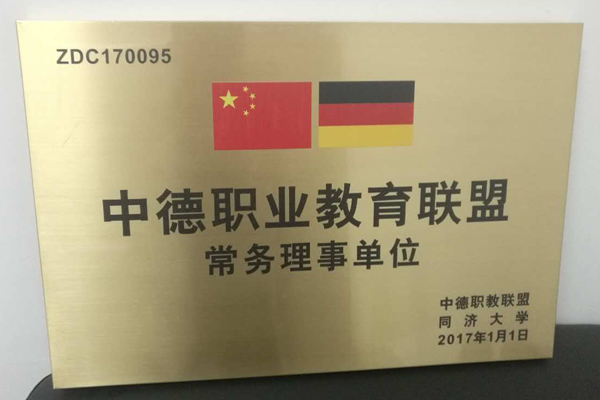 ZDC170095
中德职业教育联盟
常务理事单位
中德职教联盟
同济大学
2017年1月1日